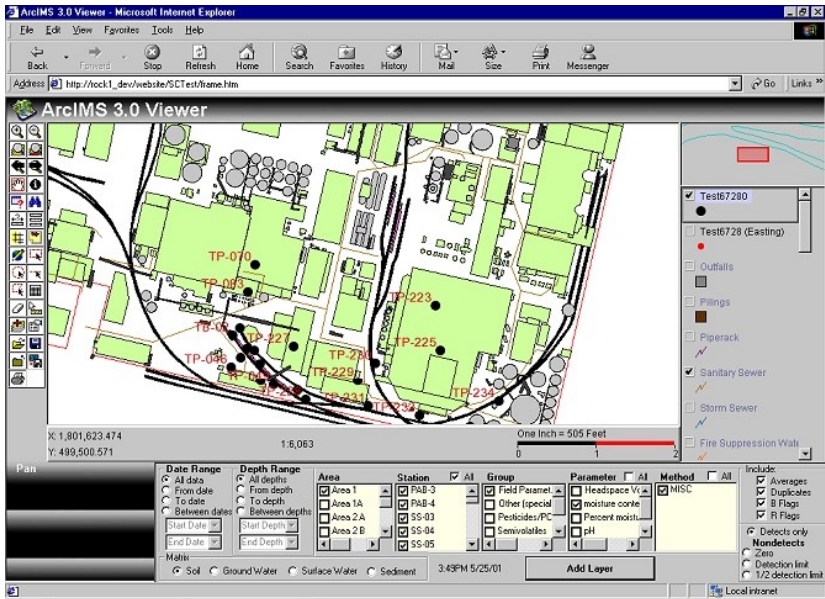 ArcIMS 3.0 Viewer - Microsoft Internet Explorer
File Edit View Favorites Tools Help
Back Forward Stop Refresh Home Search Favorites History Mail Size Print Messenger
Address http://rock1_dev/website/SCTest/frame.htm Go Links »
ArcIMS 3.0 Viewer
TP-070
TP-083
TP-223
TP-227
TP-225
TP-046
TP-229
TP-231
TP-232
TP-234
Test67280
Test6728 (Easting)
Outfalls
Pilings
Piperack
Sanitary Sewer
Storm Sewer
Fire Suppression Wate
X: 1,801,623.474
Y: 499,500.571
1:6,063
One Inch = 505 Feet
0 1 2
Pan
Date Range
All data
From date
To date
Between dates
Start Date
End Date
Depth Range
All depths
From depth
To depth
Between depths
Start Depth
End Depth
Area
Area 1
Area 1A
Area 2 A
Area 2 B
Station All
PAB-3
PAB-4
SS-03
SS-04
SS-05
Group
Field Paramet.
Other (special
Pesticides/PC
Semivolatiles
Parameter All
Headspace Vo
moisture conte
Percent moistu
pH
Method All
MISC
Include:
Averages
Duplicates
B Flags
R Flags
Detects only
Nondetects
Zero
Detection limit
1/2 detection limit
Matrix
Soil Ground Water Surface Water Sediment
3:49PM 5/25/01
Add Layer
Local intranet